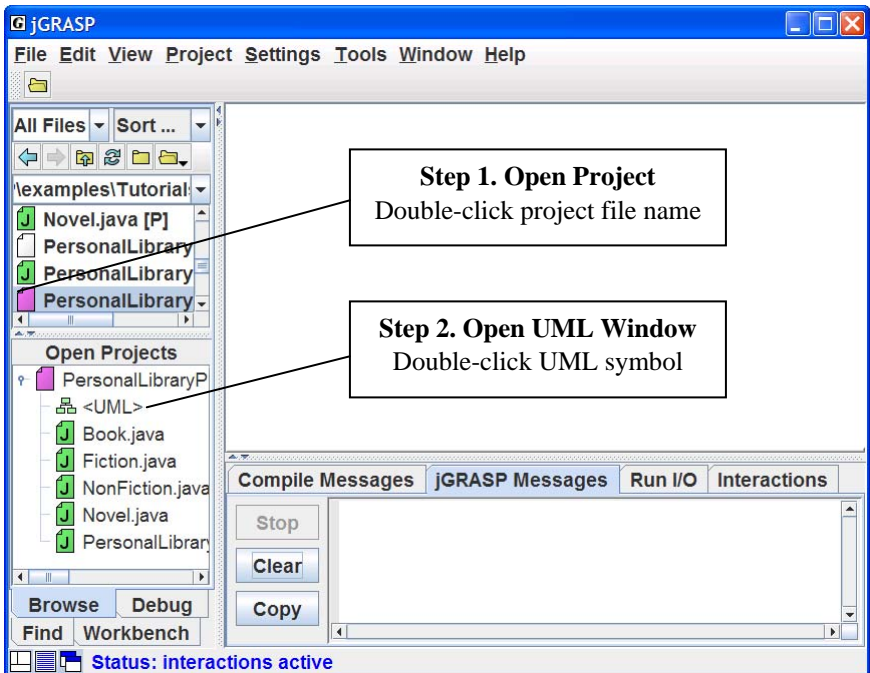 jGRASP
File Edit View Project Settings Tools Window Help
All Files Sort ...
\examples\Tutorial
Novel.java [P]
PersonalLibrary
PersonalLibrary
PersonalLibrary
Step 1. Open Project
Double-click project file name
Step 2. Open UML Window
Double-click UML symbol
Open Projects
PersonalLibraryP
<UML>
Book.java
Fiction.java
NonFiction.java
Novel.java
PersonalLibrar
Browse Debug
Find Workbench
Compile Messages jGRASP Messages Run I/O Interactions
Stop
Clear
Copy
Status: interactions active